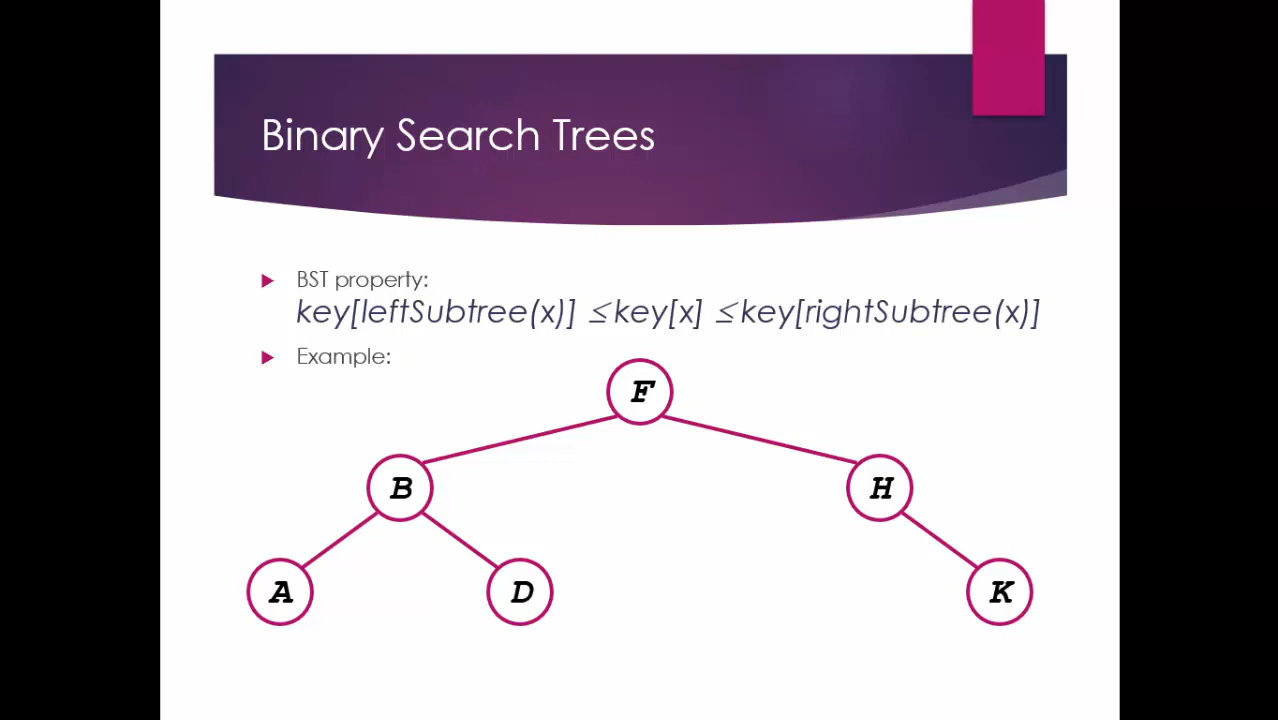 Binary Search Trees
BST property:
key[leftSubtree(x)] ≤key[x] ≤key[rightSubtree(x)]
Example:
F
B
H
A
D
K